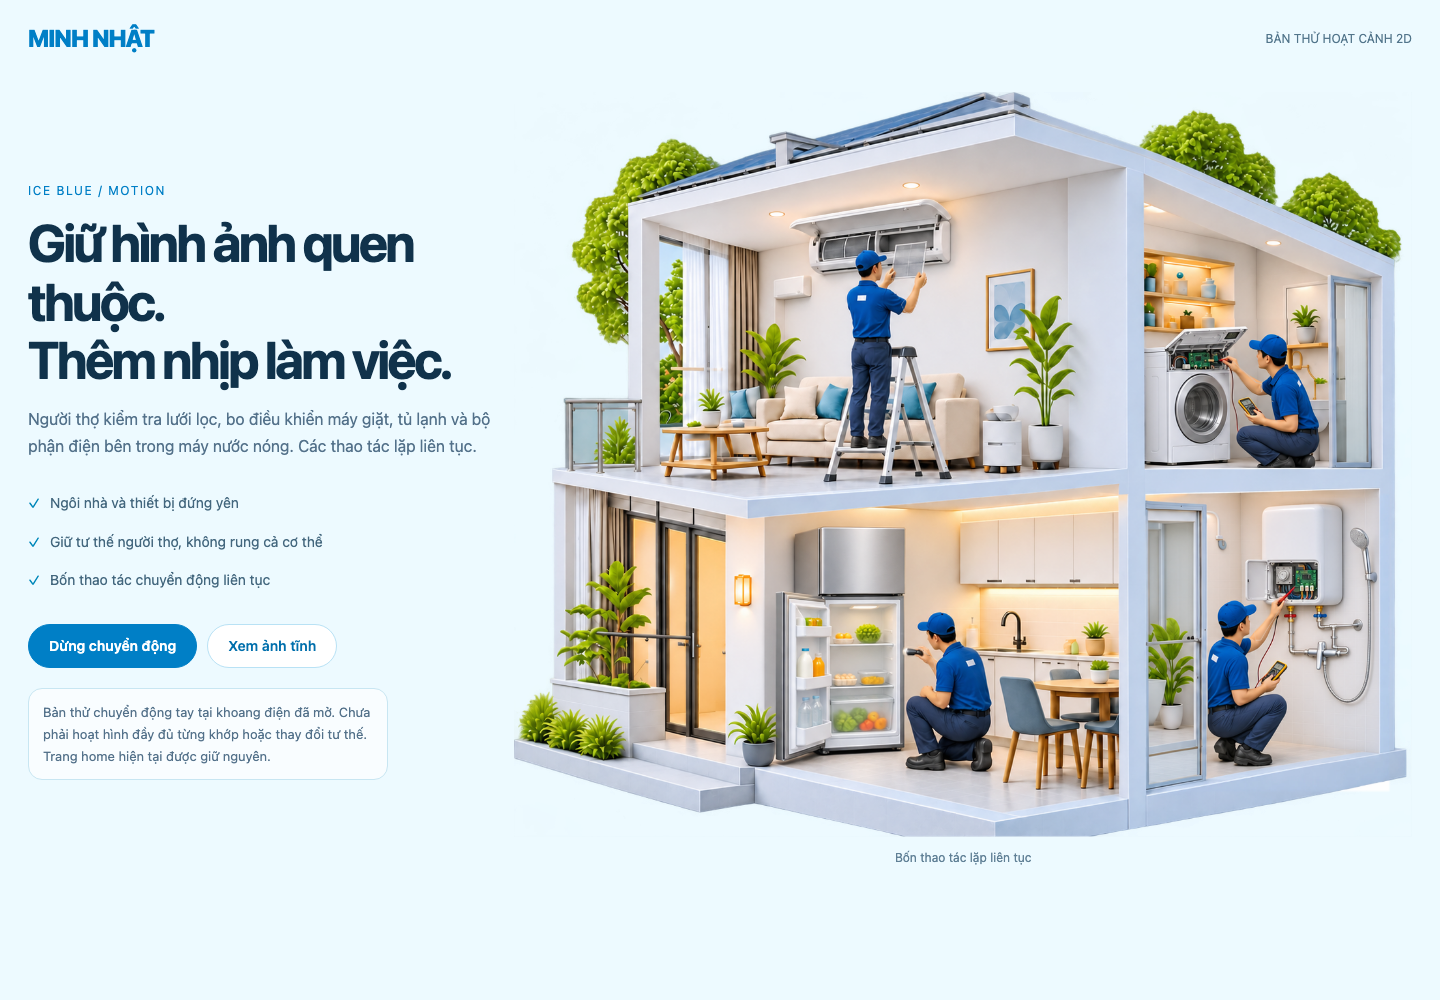 MINH NHẬT
BẢN THỬ HOẠT CẢNH 2D
ICE BLUE / MOTION
Giữ hình ảnh quen
thuộc.
Thêm nhịp làm việc.
Người thợ kiểm tra lưới lọc, bo điều khiển máy giặt, tủ lạnh và bộ
phận điện bên trong máy nước nóng. Các thao tác lặp liên tục.
Ngôi nhà và thiết bị đứng yên
Giữ tư thế người thợ, không rung cả cơ thể
Bốn thao tác chuyển động liên tục
Dừng chuyển động
Xem ảnh tĩnh
Bản thử chuyển động tay tại khoang điện đã mở. Chưa
phải hoạt hình đầy đủ từng khớp hoặc thay đổi tư thế.
Trang home hiện tại được giữ nguyên.
Bốn thao tác lặp liên tục